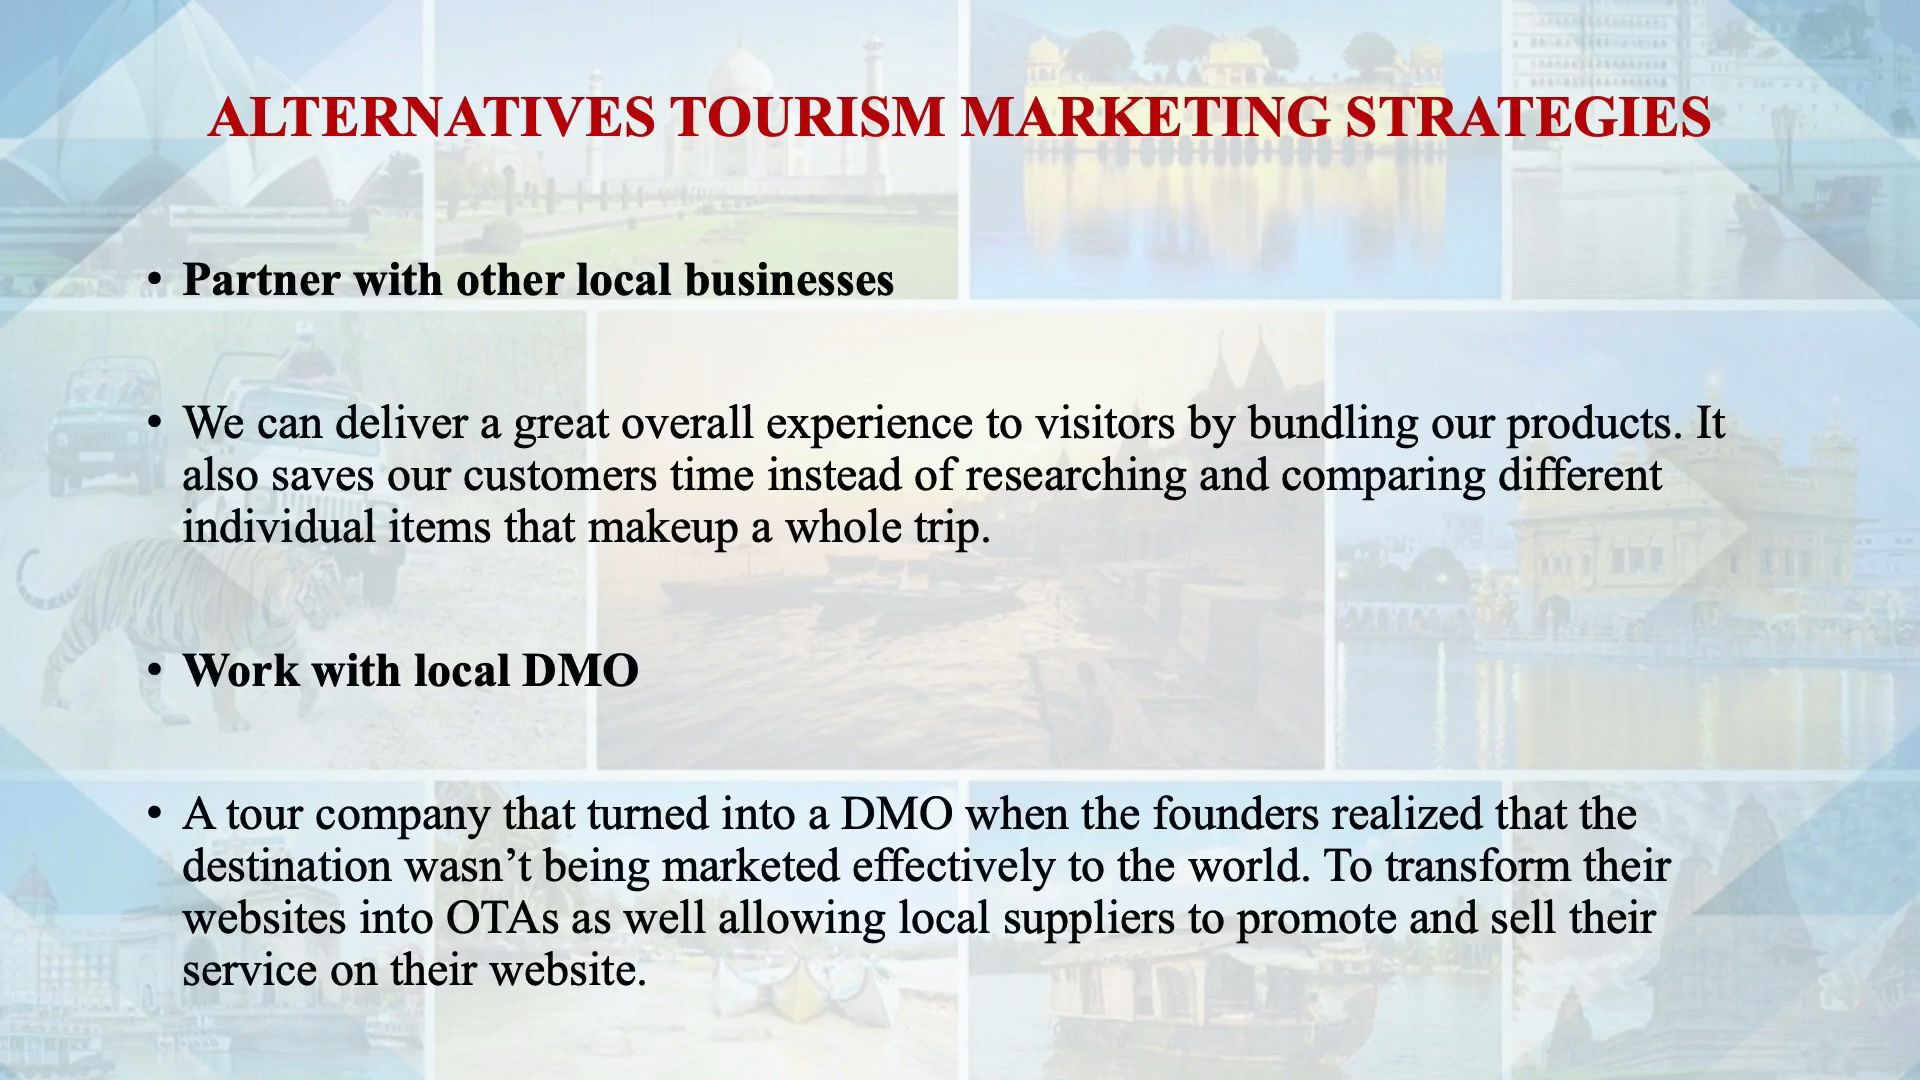 ALTERNATIVES TOURISM MARKETING STRATEGIES
• Partner with other local businesses
• We can deliver a great overall experience to visitors by bundling our products. It
also saves our customers time instead of researching and comparing different
individual items that makeup a whole trip.
• Work with local DMO
• A tour company that turned into a DMO when the founders realized that the
destination wasn’t being marketed effectively to the world. To transform their
websites into OTAs as well allowing local suppliers to promote and sell their
service on their website.